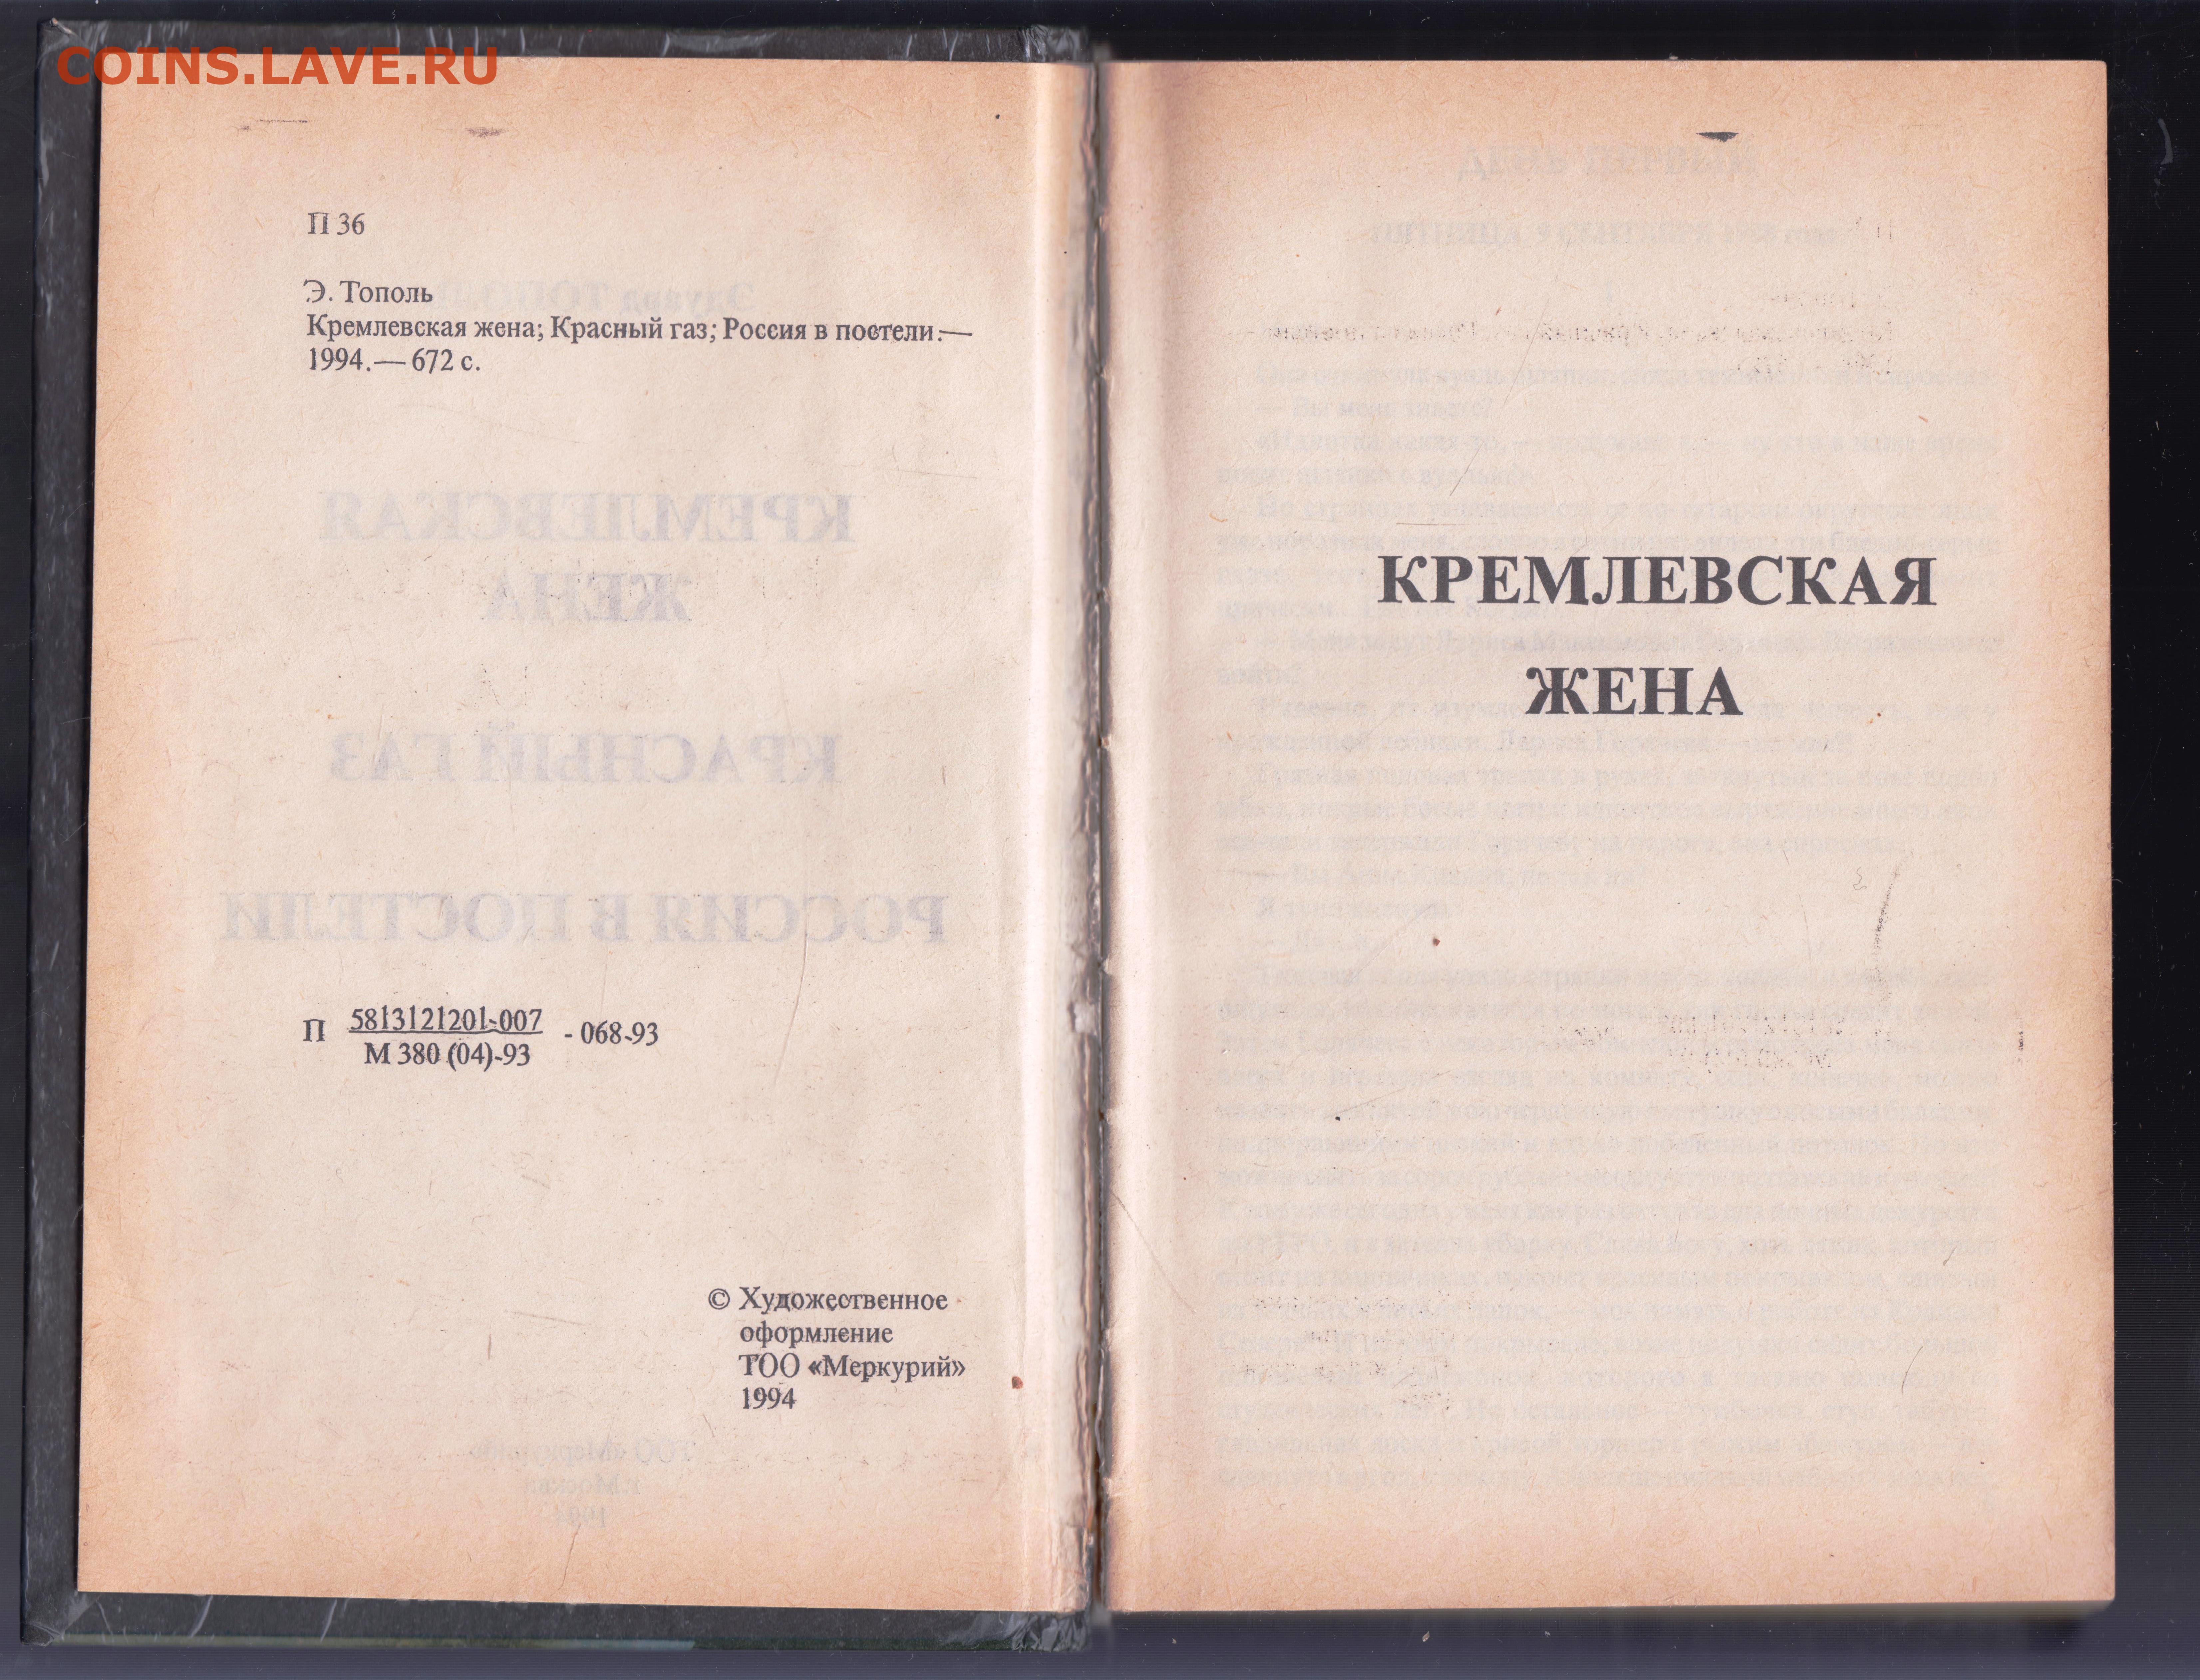 COINS.LAVE.RU
П 36
Э. Тополь
Кремлевская жена; Красный газ; Россия в постели.—
1994.— 672 с.
П 5813121201-007 - 068-93
М 380 (04)-93
© Художественное
оформление
ТОО «Меркурий»
1994
КРЕМЛЕВСКАЯ
ЖЕНА